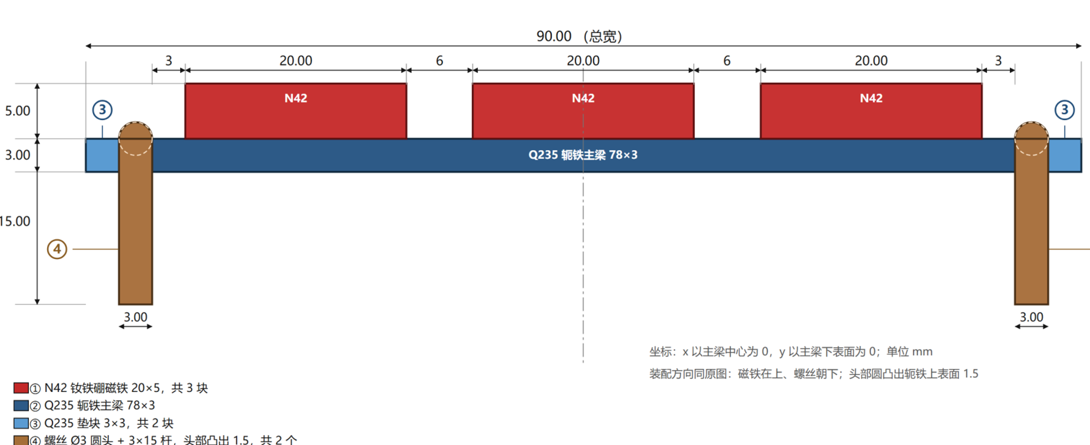 90.00 （总宽）
3
20.00
6
20.00
6
20.00
3
5.00
③
N42
N42
N42
③
3.00
Q235 轭铁主梁 78×3
15.00
④
3.00
3.00
坐标：x 以主梁中心为 0，y 以主梁下表面为 0；单位 mm
装配方向同原图：磁铁在上、螺丝朝下；头部圆凸出轭铁上表面 1.5
① N42 钕铁硼磁铁 20×5，共 3 块
② Q235 轭铁主梁 78×3
③ Q235 垫块 3×3，共 2 块
④ 螺丝 Ø3 圆头 + 3×15 杆，头部凸出 1.5，共 2 个